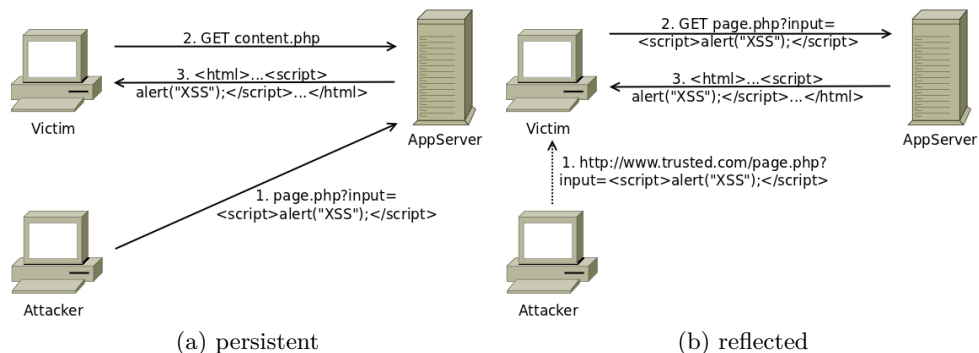 2. GET content.php
3. <html>...<script>
alert("XSS");</script>...</html>
Victim
AppServer
1. page.php?input=
<script>alert("XSS");</script>
Attacker
(a) persistent
2. GET page.php?input=
<script>alert("XSS");</script>
3. <html>...<script>
alert("XSS");</script>...</html>
Victim
AppServer
1. http://www.trusted.com/page.php?
input=<script>alert("XSS");</script>
Attacker
(b) reflected